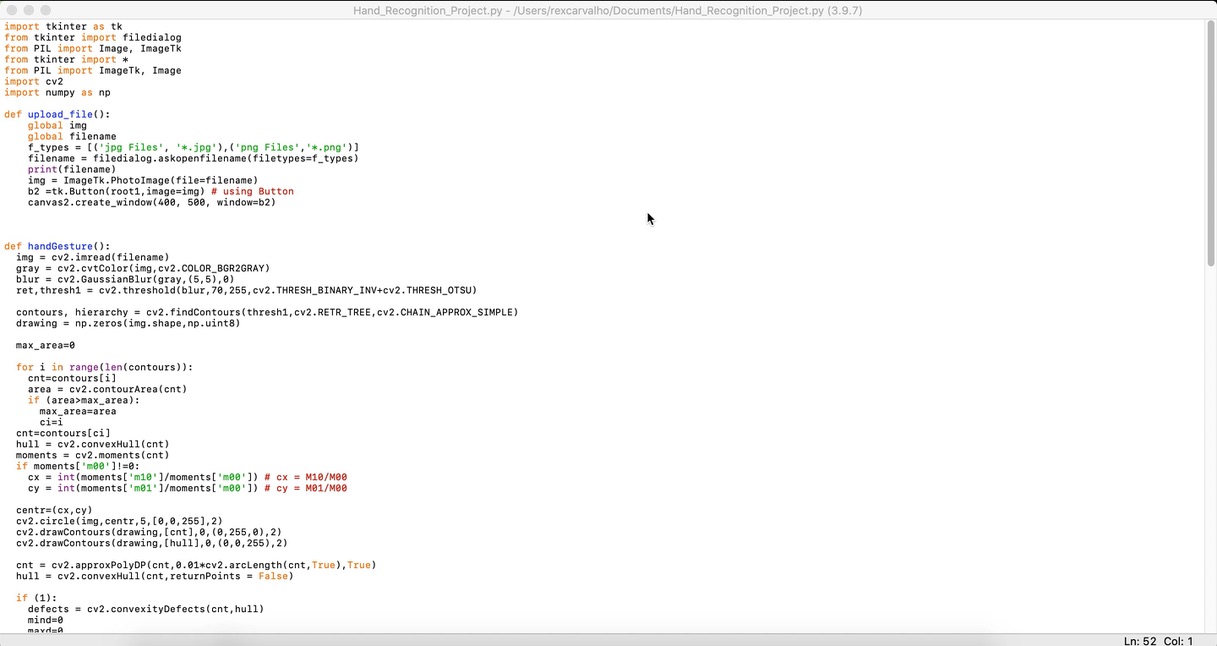 Hand_Recognition_Project.py - /Users/rexcarvalho/Documents/Hand_Recognition_Project.py (3.9.7)
import tkinter as tk
from tkinter import filedialog
from PIL import Image, ImageTk
from tkinter import *
from PIL import ImageTk, Image
import cv2
import numpy as np
def upload_file():
    global img
    global filename
    f_types = [('jpg Files', '*.jpg'),('png Files','*.png')]
    filename = filedialog.askopenfilename(filetypes=f_types)
    print(filename)
    img = ImageTk.PhotoImage(file=filename)
    b2 =tk.Button(root1,image=img) # using Button
    canvas2.create_window(400, 500, window=b2)
def handGesture():
  img = cv2.imread(filename)
  gray = cv2.cvtColor(img,cv2.COLOR_BGR2GRAY)
  blur = cv2.GaussianBlur(gray,(5,5),0)
  ret,thresh1 = cv2.threshold(blur,70,255,cv2.THRESH_BINARY_INV+cv2.THRESH_OTSU)
  contours, hierarchy = cv2.findContours(thresh1,cv2.RETR_TREE,cv2.CHAIN_APPROX_SIMPLE)
  drawing = np.zeros(img.shape,np.uint8)
  max_area=0
  for i in range(len(contours)):
    cnt=contours[i]
    area = cv2.contourArea(cnt)
    if (area>max_area):
      max_area=area
      ci=i
  cnt=contours[ci]
  hull = cv2.convexHull(cnt)
  moments = cv2.moments(cnt)
  if moments['m00']!=0:
    cx = int(moments['m10']/moments['m00']) # cx = M10/M00
    cy = int(moments['m01']/moments['m00']) # cy = M01/M00
  centr=(cx,cy)
  cv2.circle(img,centr,5,[0,0,255],2)
  cv2.drawContours(drawing,[cnt],0,(0,255,0),2)
  cv2.drawContours(drawing,[hull],0,(0,0,255),2)
  cnt = cv2.approxPolyDP(cnt,0.01*cv2.arcLength(cnt,True),True)
  hull = cv2.convexHull(cnt,returnPoints = False)
  if (1):
    defects = cv2.convexityDefects(cnt,hull)
    mind=0
    maxd=0
Ln: 52 Col: 1